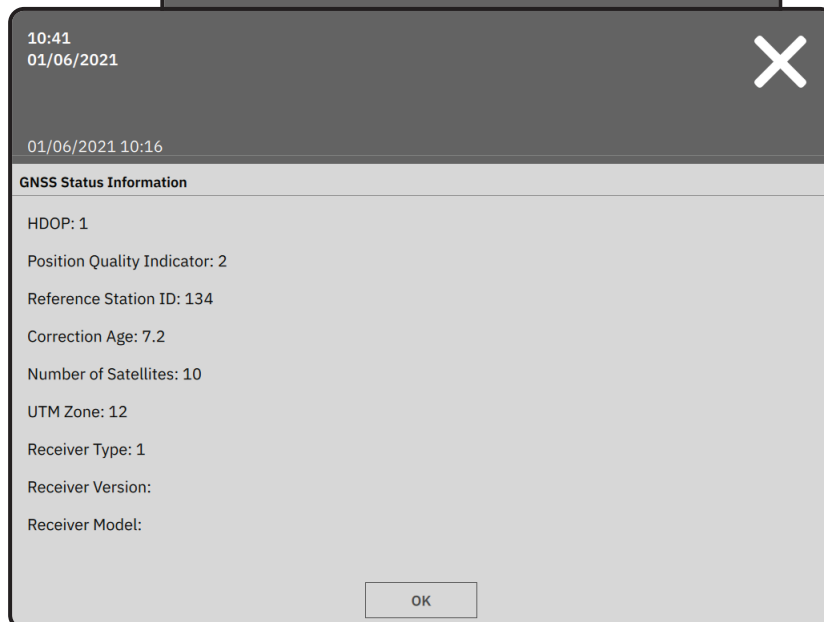 10:41
01/06/2021
01/06/2021 10:16
GNSS Status Information
HDOP: 1
Position Quality Indicator: 2
Reference Station ID: 134
Correction Age: 7.2
Number of Satellites: 10
UTM Zone: 12
Receiver Type: 1
Receiver Version:
Receiver Model:
OK